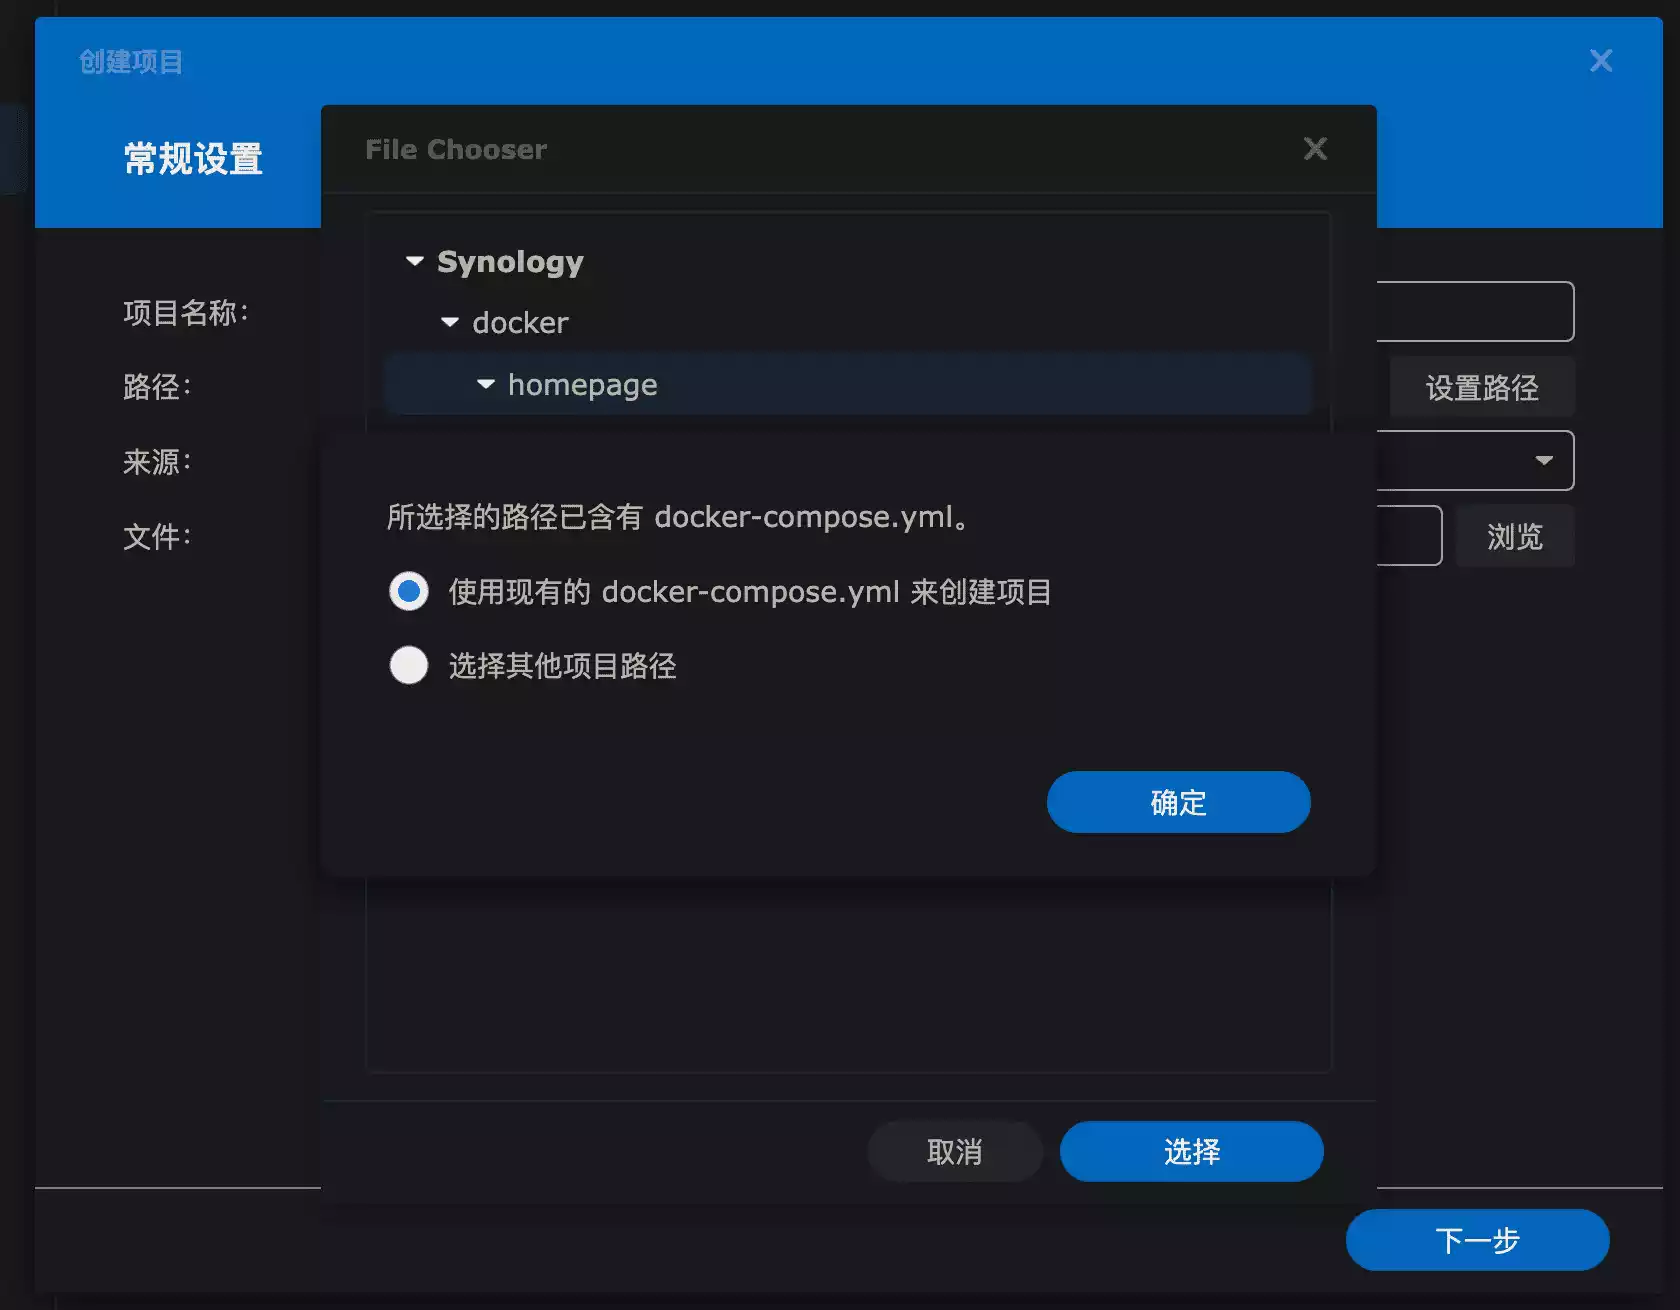 创建项目
常规设置
File Chooser
Synology
docker
homepage
项目名称：
路径：
设置路径
来源：
文件：
浏览
所选择的路径已含有 docker-compose.yml。
使用现有的 docker-compose.yml 来创建项目
选择其他项目路径
确定
取消
选择
下一步